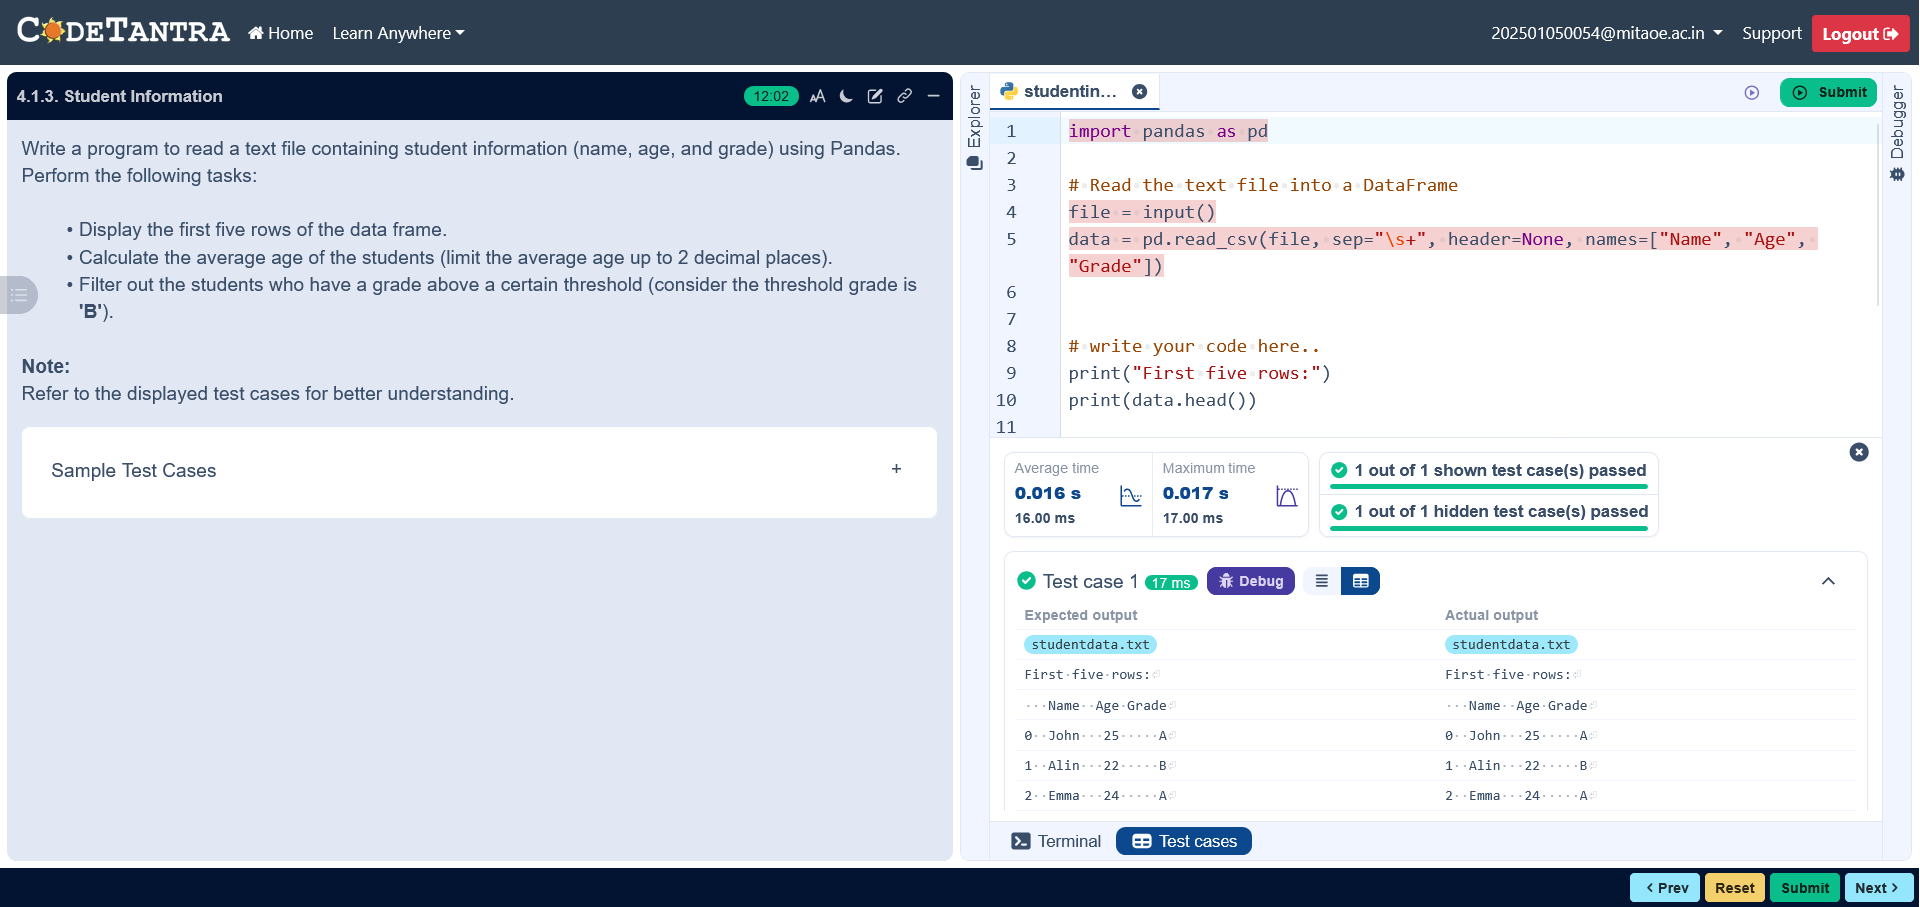 CODETANTRA Home Learn Anywhere 202501050054@mitaoe.ac.in Support Logout
4.1.3. Student Information 12:02
Write a program to read a text file containing student information (name, age, and grade) using Pandas.
Perform the following tasks:
• Display the first five rows of the data frame.
• Calculate the average age of the students (limit the average age up to 2 decimal places).
• Filter out the students who have a grade above a certain threshold (consider the threshold grade is
'B').
Note:
Refer to the displayed test cases for better understanding.
Sample Test Cases +
Explorer
studentin...
Submit
Debugger
1 import pandas as pd
2
3 # Read the text file into a DataFrame
4 file = input()
5 data = pd.read_csv(file, sep="\s+", header=None, names=["Name", "Age",
"Grade"])
6
7
8 # write your code here..
9 print("First five rows:")
10 print(data.head())
11
Average time Maximum time
0.016 s 0.017 s
16.00 ms 17.00 ms
1 out of 1 shown test case(s) passed
1 out of 1 hidden test case(s) passed
Test case 1 17 ms Debug
Expected output Actual output
studentdata.txt studentdata.txt
First·five·rows: First·five·rows:
···Name··Age·Grade ···Name··Age·Grade
0··John···25·····A 0··John···25·····A
1··Alin···22·····B 1··Alin···22·····B
2··Emma···24·····A 2··Emma···24·····A
Terminal Test cases
< Prev Reset Submit Next >